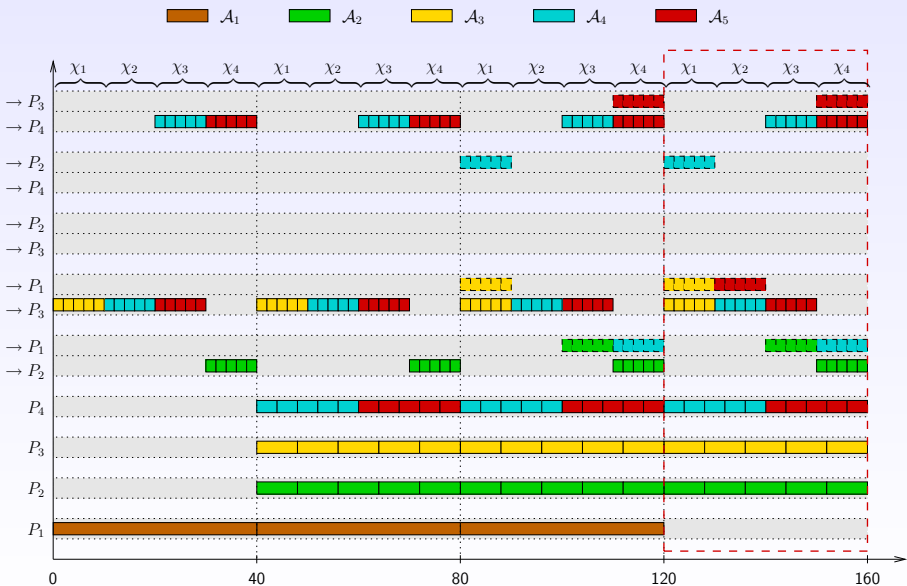 𝒜₁ 𝒜₂ 𝒜₃ 𝒜₄ 𝒜₅
χ₁ χ₂ χ₃ χ₄ χ₁ χ₂ χ₃ χ₄ χ₁ χ₂ χ₃ χ₄ χ₁ χ₂ χ₃ χ₄
→ P₃
→ P₄
→ P₂
→ P₄
→ P₂
→ P₃
→ P₁
→ P₃
→ P₁
→ P₂
P₄
P₃
P₂
P₁
0 40 80 120 160